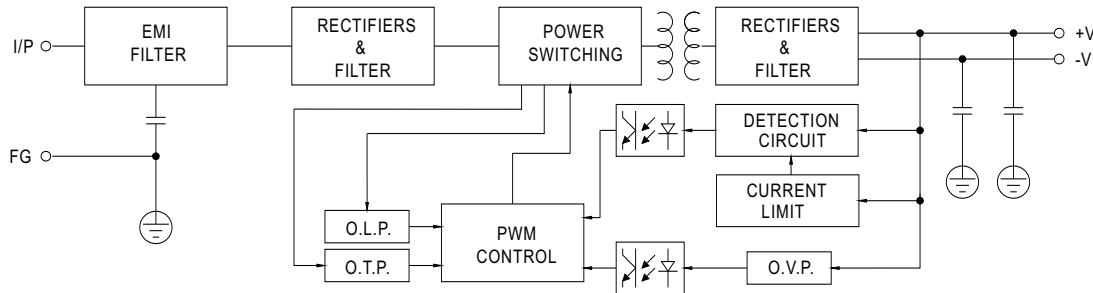 I/P
EMI
FILTER
RECTIFIERS
&
FILTER
POWER
SWITCHING
RECTIFIERS
&
FILTER
+V
-V
FG
DETECTION
CIRCUIT
CURRENT
LIMIT
O.L.P.
O.T.P.
PWM
CONTROL
O.V.P.